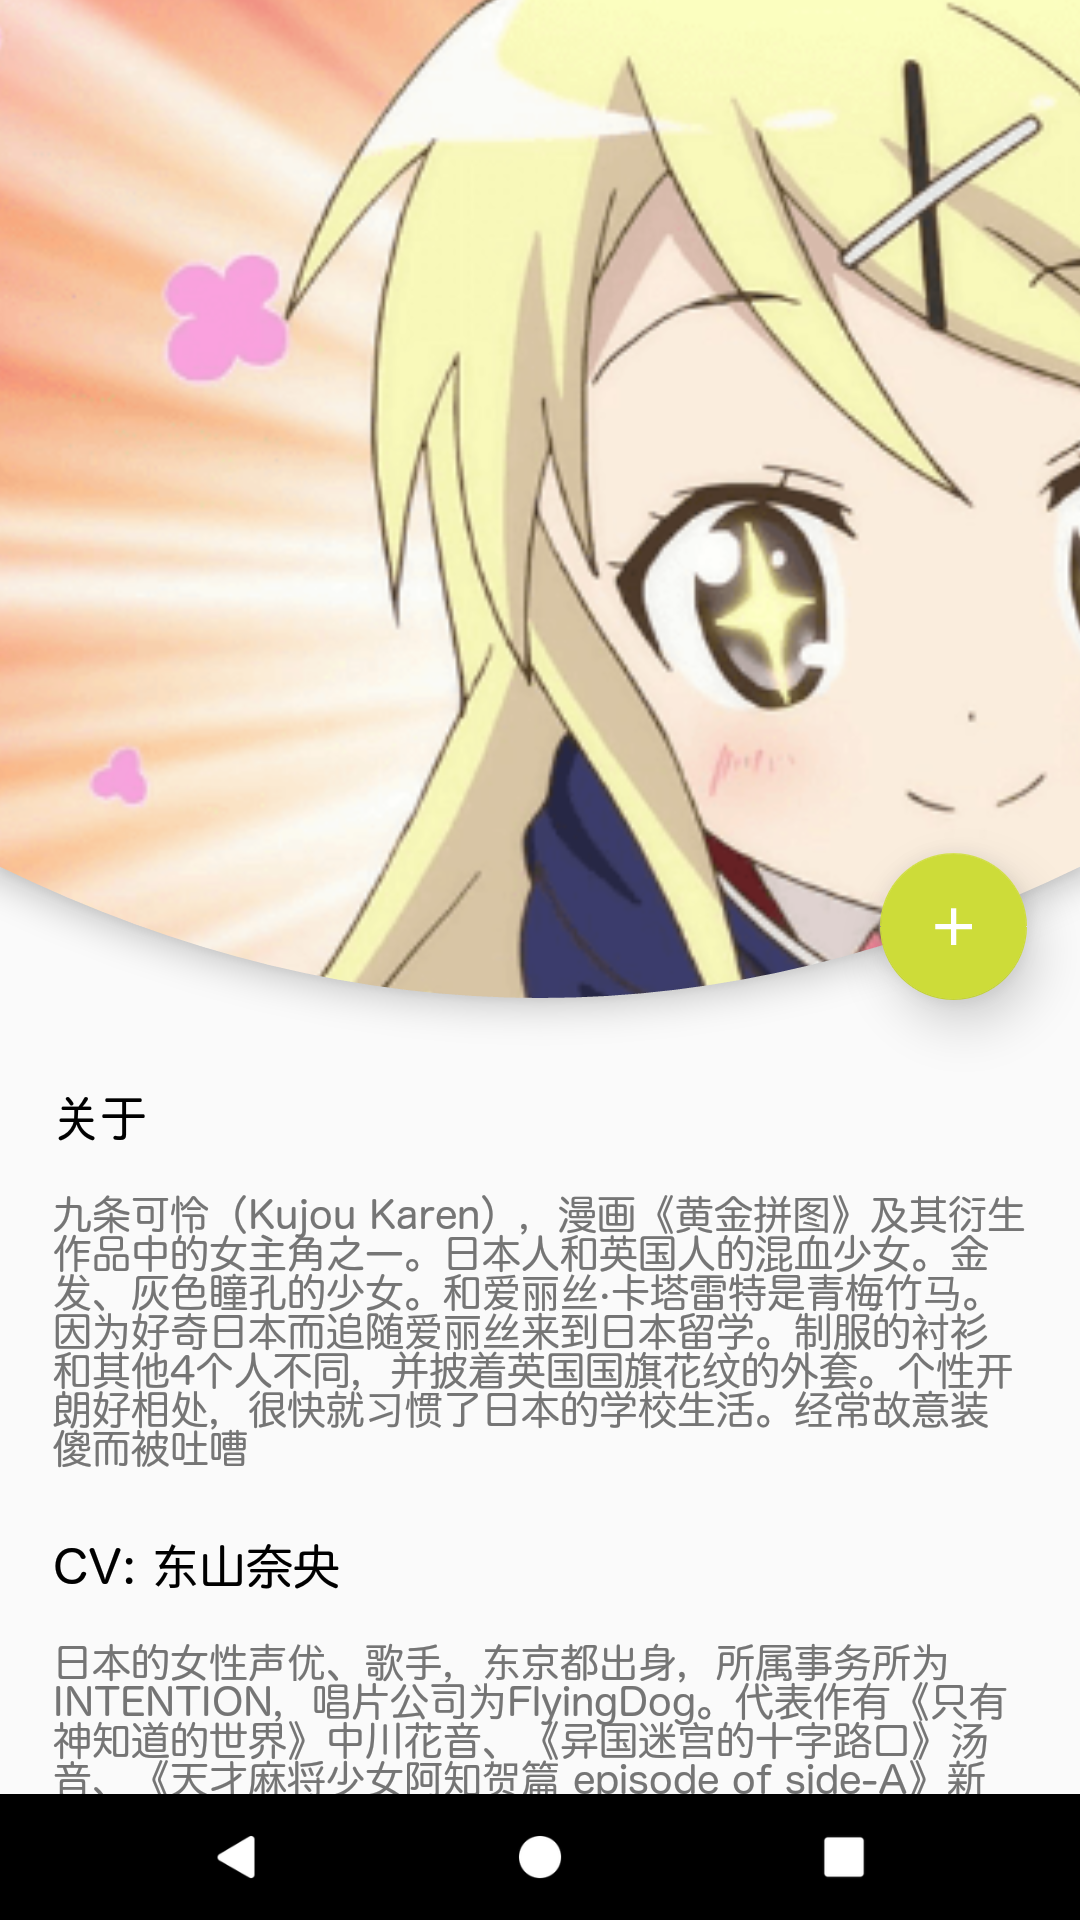 关于
九条可怜（Kujou Karen），漫画《黄金拼图》及其衍生
作品中的女主角之一。日本人和英国人的混血少女。金
发、灰色瞳孔的少女。和爱丽丝·卡塔雷特是青梅竹马。
因为好奇日本而追随爱丽丝来到日本留学。制服的衬衫
和其他4个人不同，并披着英国国旗花纹的外套。个性开
朗好相处，很快就习惯了日本的学校生活。经常故意装
傻而被吐嘈
CV: 东山奈央
日本的女性声优、歌手，东京都出身，所属事务所为
INTENTION，唱片公司为FlyingDog。代表作有《只有
神知道的世界》中川花音、《异国迷宫的十字路口》汤
音、《天才麻将少女阿知贺篇 episode of side-A》新